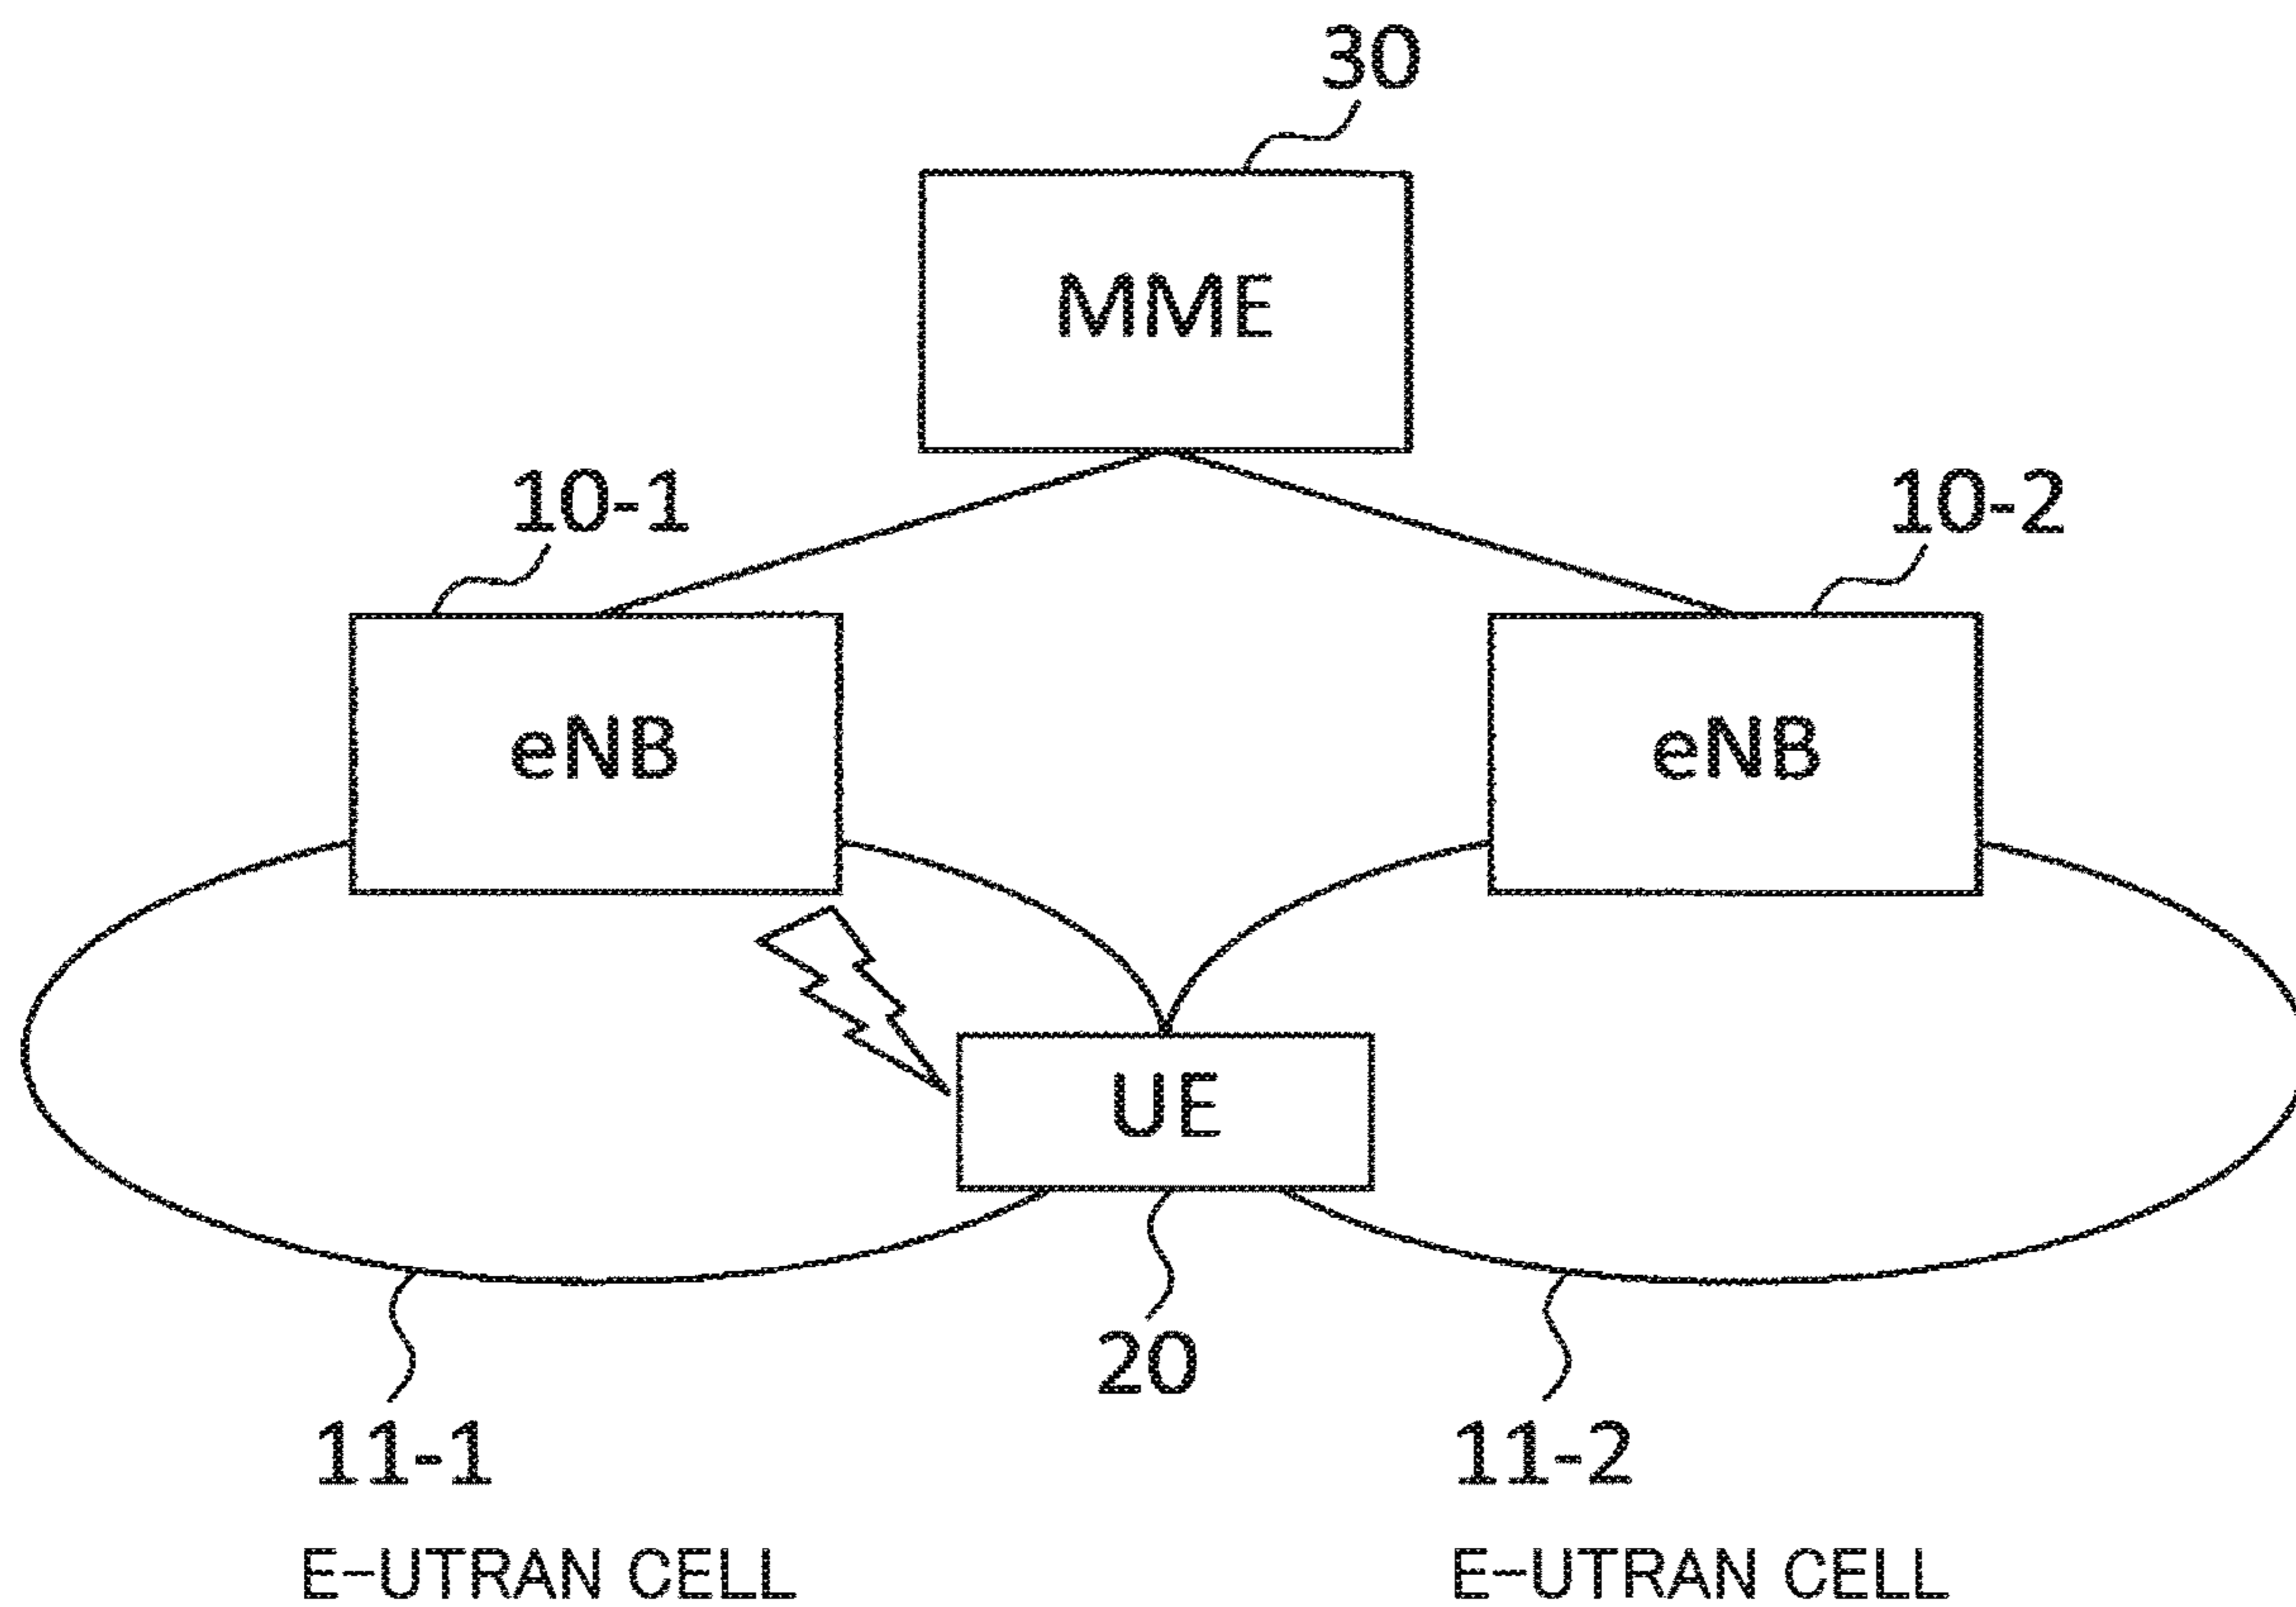 30
MME
10-1
10-2
eNB
eNB
UE
20
11-1
11-2
E-UTRAN CELL
E-UTRAN CELL